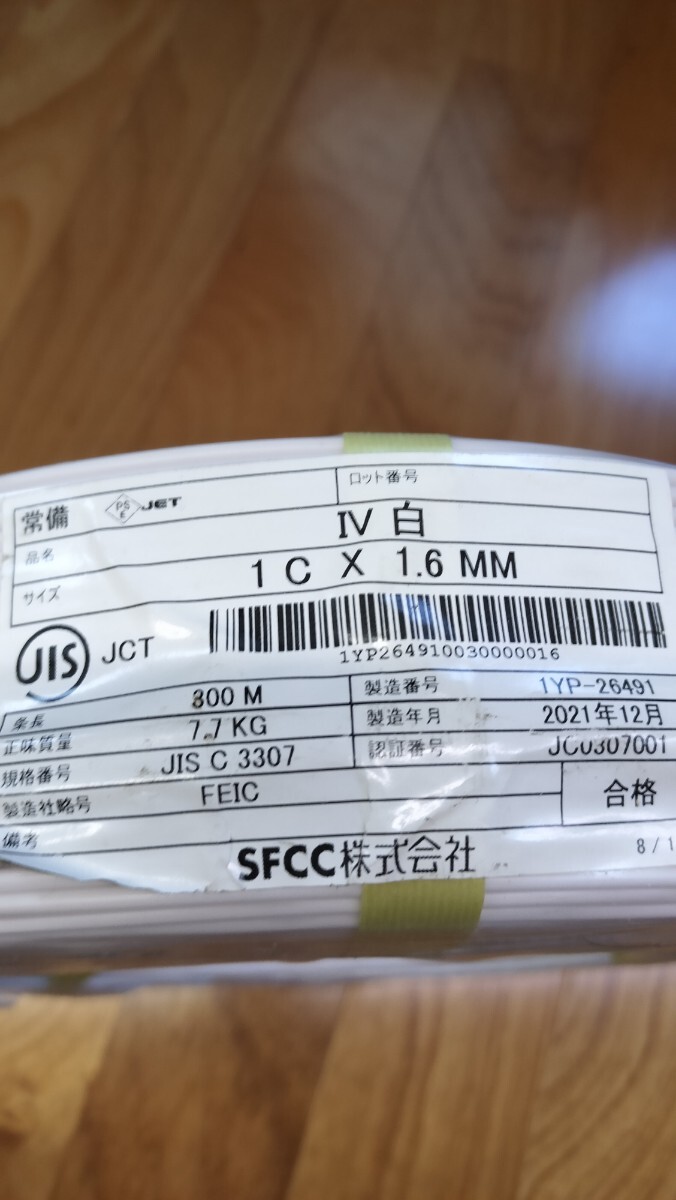 常備 PS E JET ロット番号
品名 IV 白
サイズ 1 C X 1.6 MM
JIS JCT 1YP264910030000016
条長 300 M 製造番号 1YP-26491
正味質量 7.7 KG 製造年月 2021年12月
規格番号 JIS C 3307 認証番号 JC0307001
製造社略号 FEIC 合格
備考
SFCC株式会社 8/1